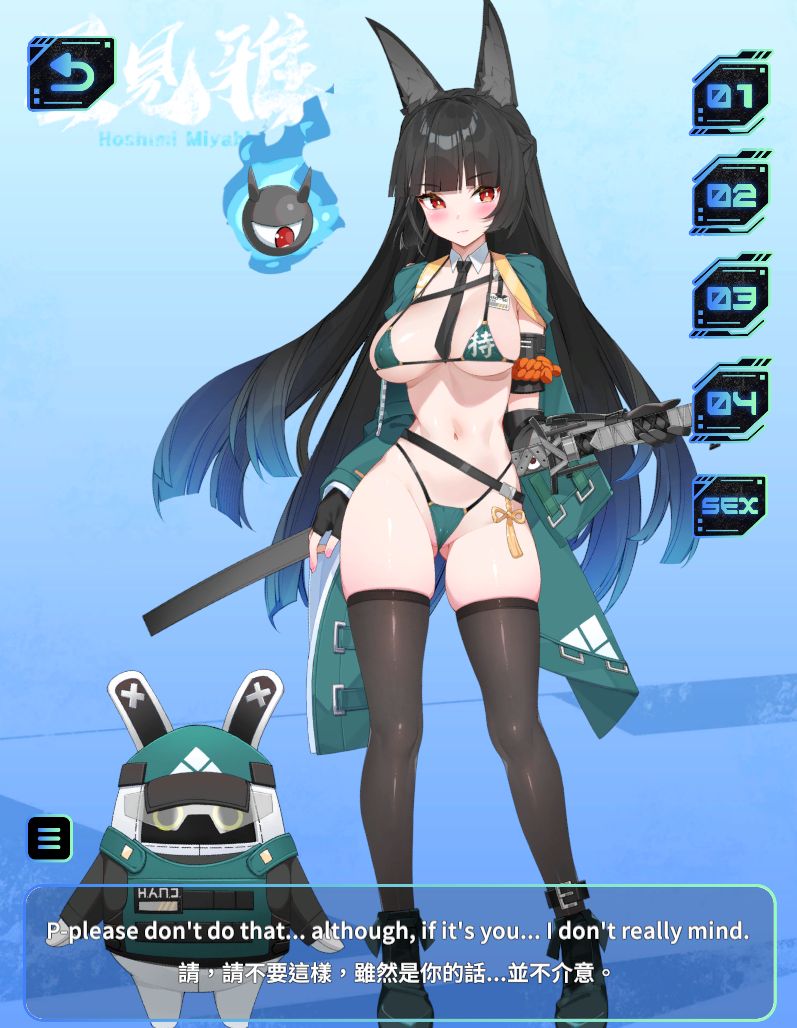 星見雅
Hoshimi Miyabi
01
02
03
04
SEX
特
H.A.N.D.
P-please don't do that... although, if it's you... I don't really mind.
請，請不要這樣，雖然是你的話...並不介意。